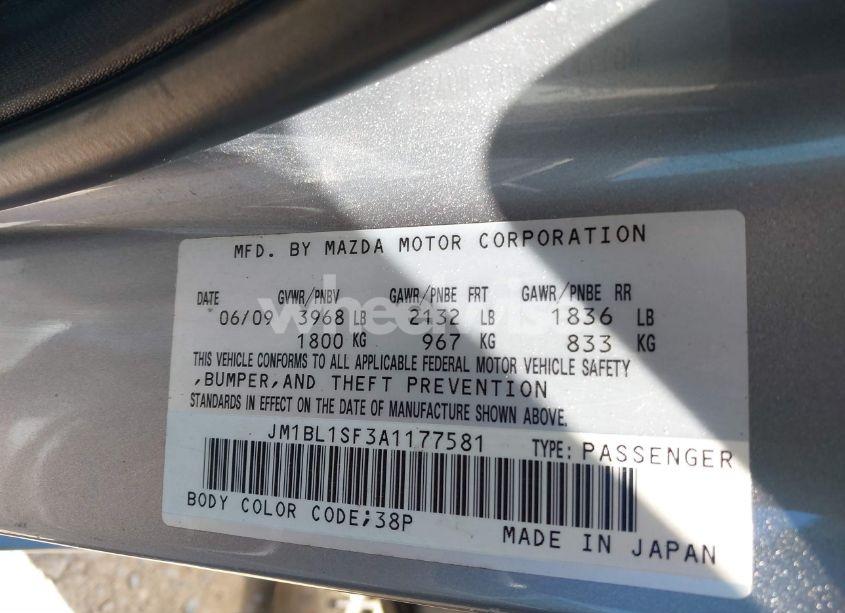 MFD. BY MAZDA MOTOR CORPORATION
DATE GVWR/PNBV GAWR/PNBE FRT GAWR/PNBE RR
06/09 3968 LB 2132 LB 1836 LB
1800 KG 967 KG 833 KG
THIS VEHICLE CONFORMS TO ALL APPLICABLE FEDERAL MOTOR VEHICLE SAFETY
,BUMPER,AND THEFT PREVENTION
STANDARDS IN EFFECT ON THE DATE OF MANUFACTURE SHOWN ABOVE.
JM1BL1SF3A1177581 TYPE: PASSENGER
BODY COLOR CODE;38P
MADE IN JAPAN